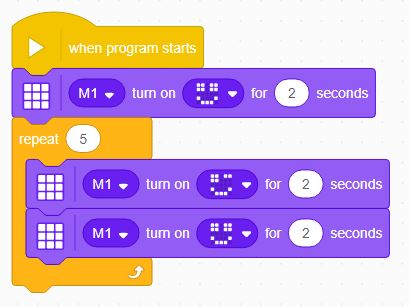 when program starts
M1 turn on for 2 seconds
repeat 5
M1 turn on for 2 seconds
M1 turn on for 2 seconds